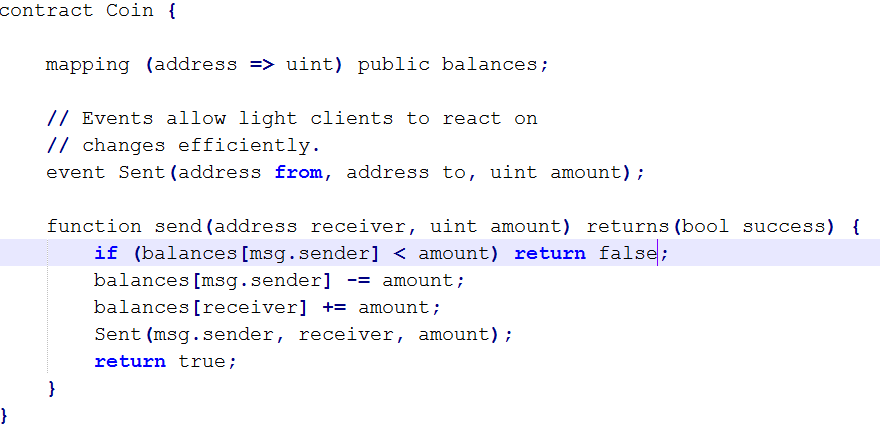 contract Coin {
mapping (address => uint) public balances;
// Events allow light clients to react on
// changes efficiently.
event Sent(address from, address to, uint amount);
function send(address receiver, uint amount) returns(bool success) {
if (balances[msg.sender] < amount) return false;
balances[msg.sender] -= amount;
balances[receiver] += amount;
Sent(msg.sender, receiver, amount);
return true;
}
}